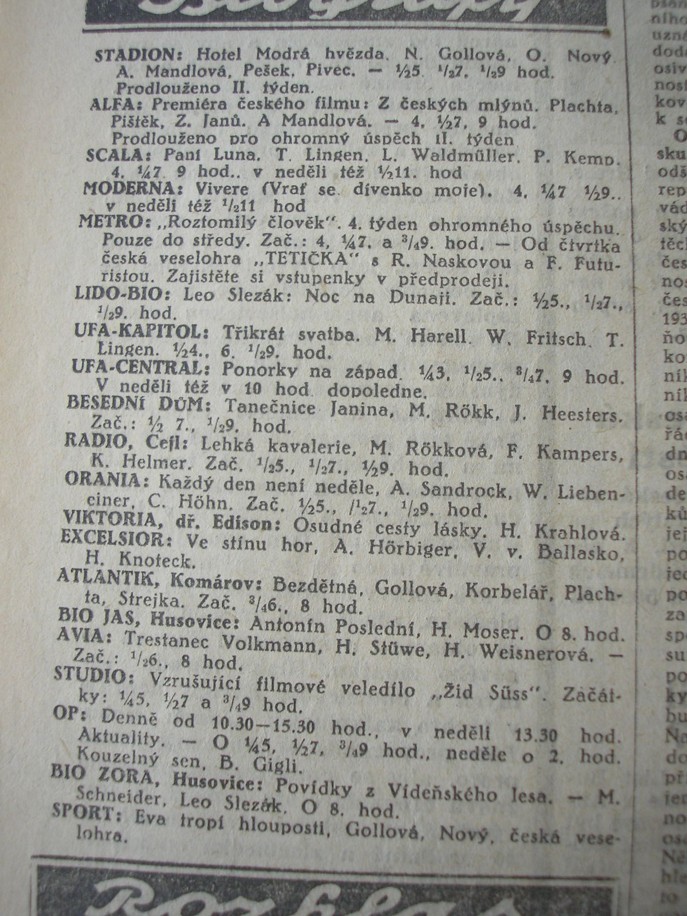 Biografy
STADION: Hotel Modrá hvězda, N. Gollová, O. Nový
A. Mandlová, Pešek, Pivec. — ½5 ½7, ½9 hod.
Prodlouženo II. týden.
ALFA: Premiéra českého filmu: Z českých mlýnů. Plachta,
Pištěk, Z. Janů. A Mandlová. — 4, ½7, 9 hod.
Prodlouženo pro ohromný úspěch II. týden
SCALA: Paní Luna. T. Lingen. L. Waldmüller. P. Kemp.
4, ¼7 9 hod., v neděli též ½11. hod
MODERNA: Vivere (Vrať se dívenko moje). 4, ¼7 ½9..
v neděli též ½11 hod
METRO: „Roztomilý člověk". 4. týden ohromného úspěchu.
Pouze do středy. Zač.: 4, ¼7, a ¾9. hod. — Od čtvrtka
česká veselohra „TETIČKA" s R. Naskovou a F. Futu-
ristou. Zajistěte si vstupenky v předprodeji.
LIDO-BIO: Leo Slezák: Noc na Dunaji. Zač.: ½5., ½7.,
½9. hod.
UFA-KAPITOL: Třikrát svatba. M. Harell. W. Fritsch. T.
Lingen. ½4., 6. ½9. hod.
UFA-CENTRAL: Ponorky na západ. ¼3, ½5., ¾7, 9 hod.
V neděli též v 10 hod dopoledne.
BESEDNÍ DŮM: Tanečnice Janina, M. Rökk, J. Heesters.
Zač.: ½ 7., ½9. hod.
RADIO, Cejl: Lehká kavalerie, M. Rökková, F. Kampers,
K. Helmer. Zač. ½5., ½7., ½9. hod.
ORANIA: Každý den není neděle, A. Sandrock, W. Lieben-
ciner, C. Höhn. Zač. ½5., /¹27., ½9. hod.
VIKTORIA, dř. Edison: Osudné cesty lásky. H. Krahlová.
EXCELSIOR: Ve stínu hor, A. Hörbiger, V. v. Ballasko,
H. Knoteck.
ATLANTIK, Komárov: Bezdětná, Gollová, Korbelář, Plach-
ta, Strejka. Zač. ¾6., 8 hod.
BIO JAS, Husovice: Antonín Poslední, H. Moser. O 8. hod.
AVIA: Trestanec Volkmann, H. Stüwe, H. Weisnerová. —
Zač.: ½6., 8 hod.
STUDIO: Vzrušující filmové veledílo „Žid Süss". Začát-
ky: ¼5, ½7 a ¾9 hod.
OP: Denně od 10.30—15.30 hod., v neděli 13.30 hod.
Aktuality. — O ¼5, ½7, ¾9 hod., neděle o 2. hod.
Kouzelný sen, B. Gigli.
BIO ZORA, Husovice: Povídky z Vídeňského lesa. — M.
Schneider, Leo Slezák. O 8. hod.
SPORT: Eva tropí hlouposti, Gollová, Nový, česká vese-
lohra.
Rozhlas